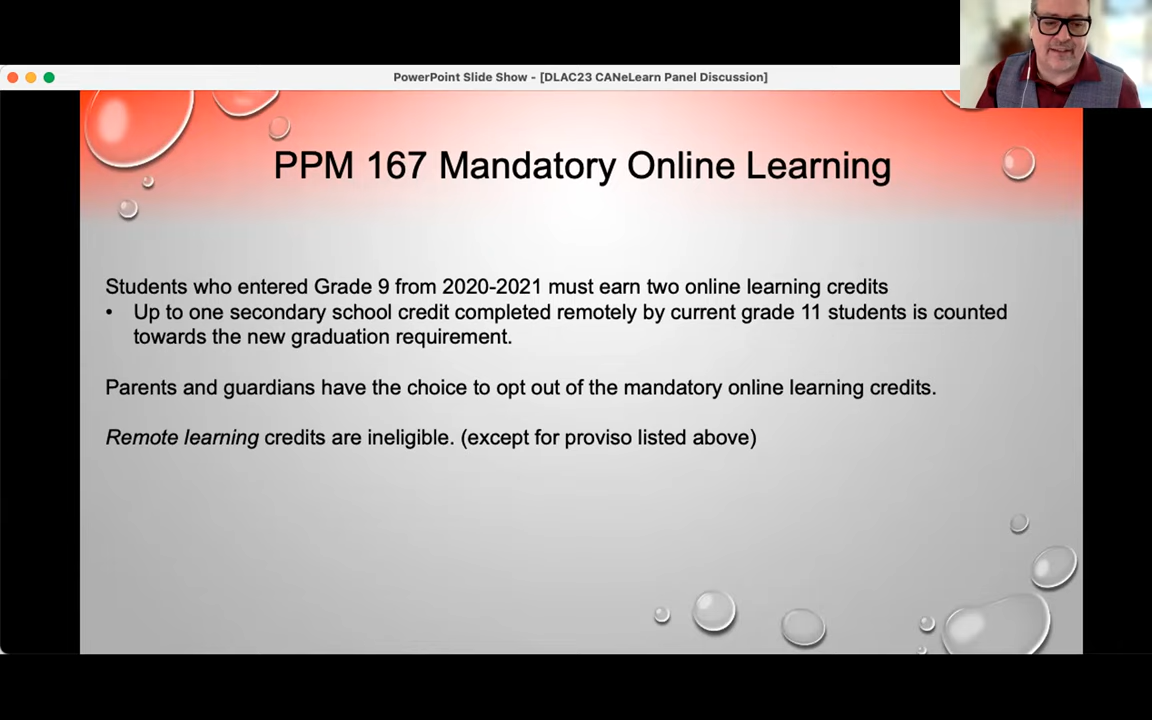 PowerPoint Slide Show - [DLAC23 CANeLearn Panel Discussion]
PPM 167 Mandatory Online Learning
Students who entered Grade 9 from 2020-2021 must earn two online learning credits
• Up to one secondary school credit completed remotely by current grade 11 students is counted
towards the new graduation requirement.
Parents and guardians have the choice to opt out of the mandatory online learning credits.
Remote learning credits are ineligible. (except for proviso listed above)